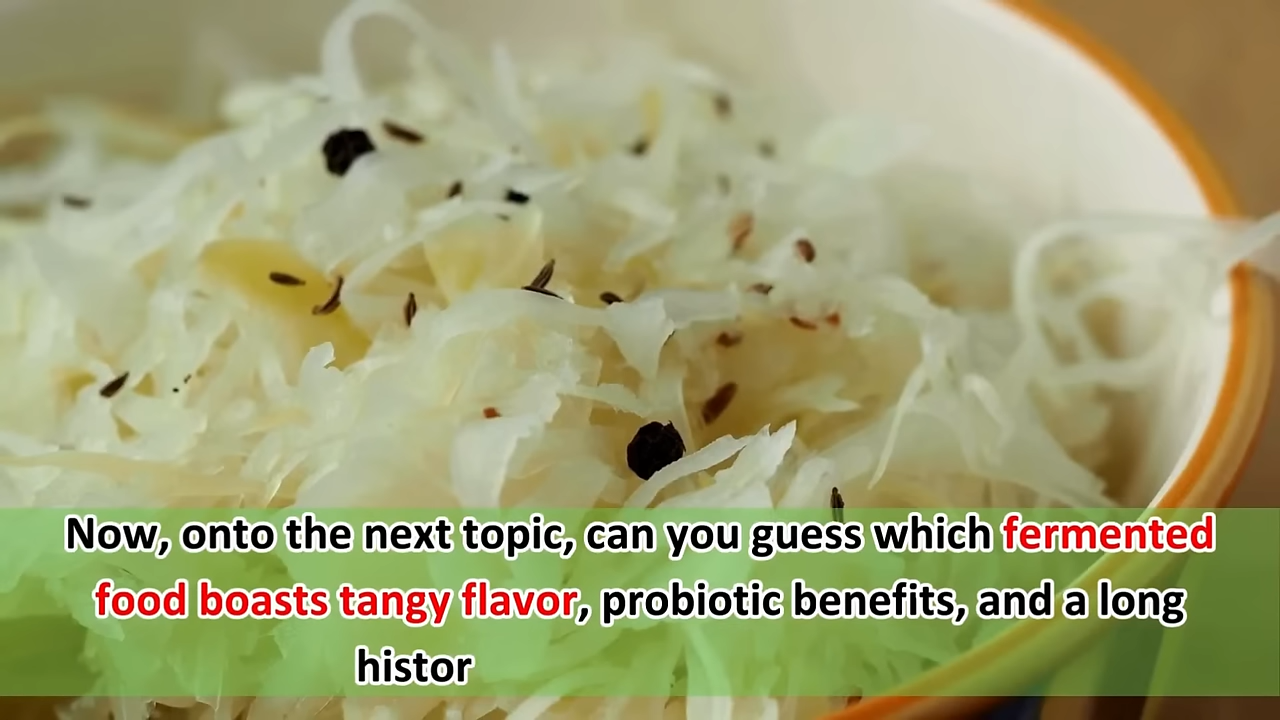 Now, onto the next topic, can you guess which fermented
food boasts tangy flavor, probiotic benefits, and a long
histor